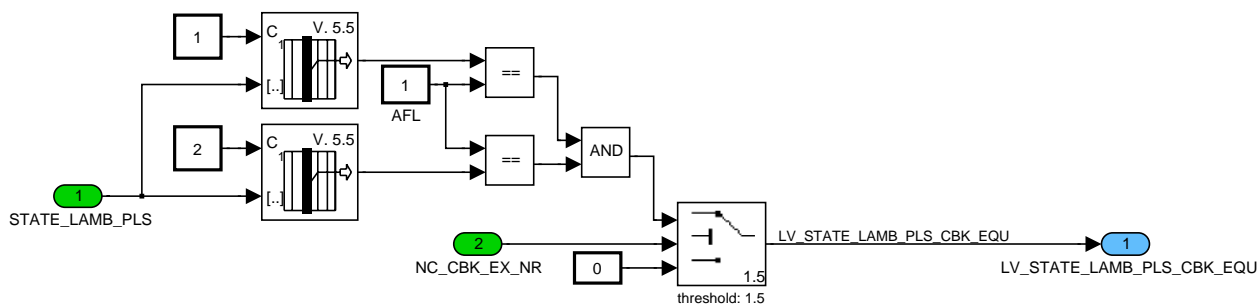 C
V. 5.5
1
1
[..]
1
AFL
==
C
V. 5.5
1
2
[..]
==
AND
1
STATE_LAMB_PLS
2
NC_CBK_EX_NR
0
1.5
threshold: 1.5
LV_STATE_LAMB_PLS_CBK_EQU
1
LV_STATE_LAMB_PLS_CBK_EQU